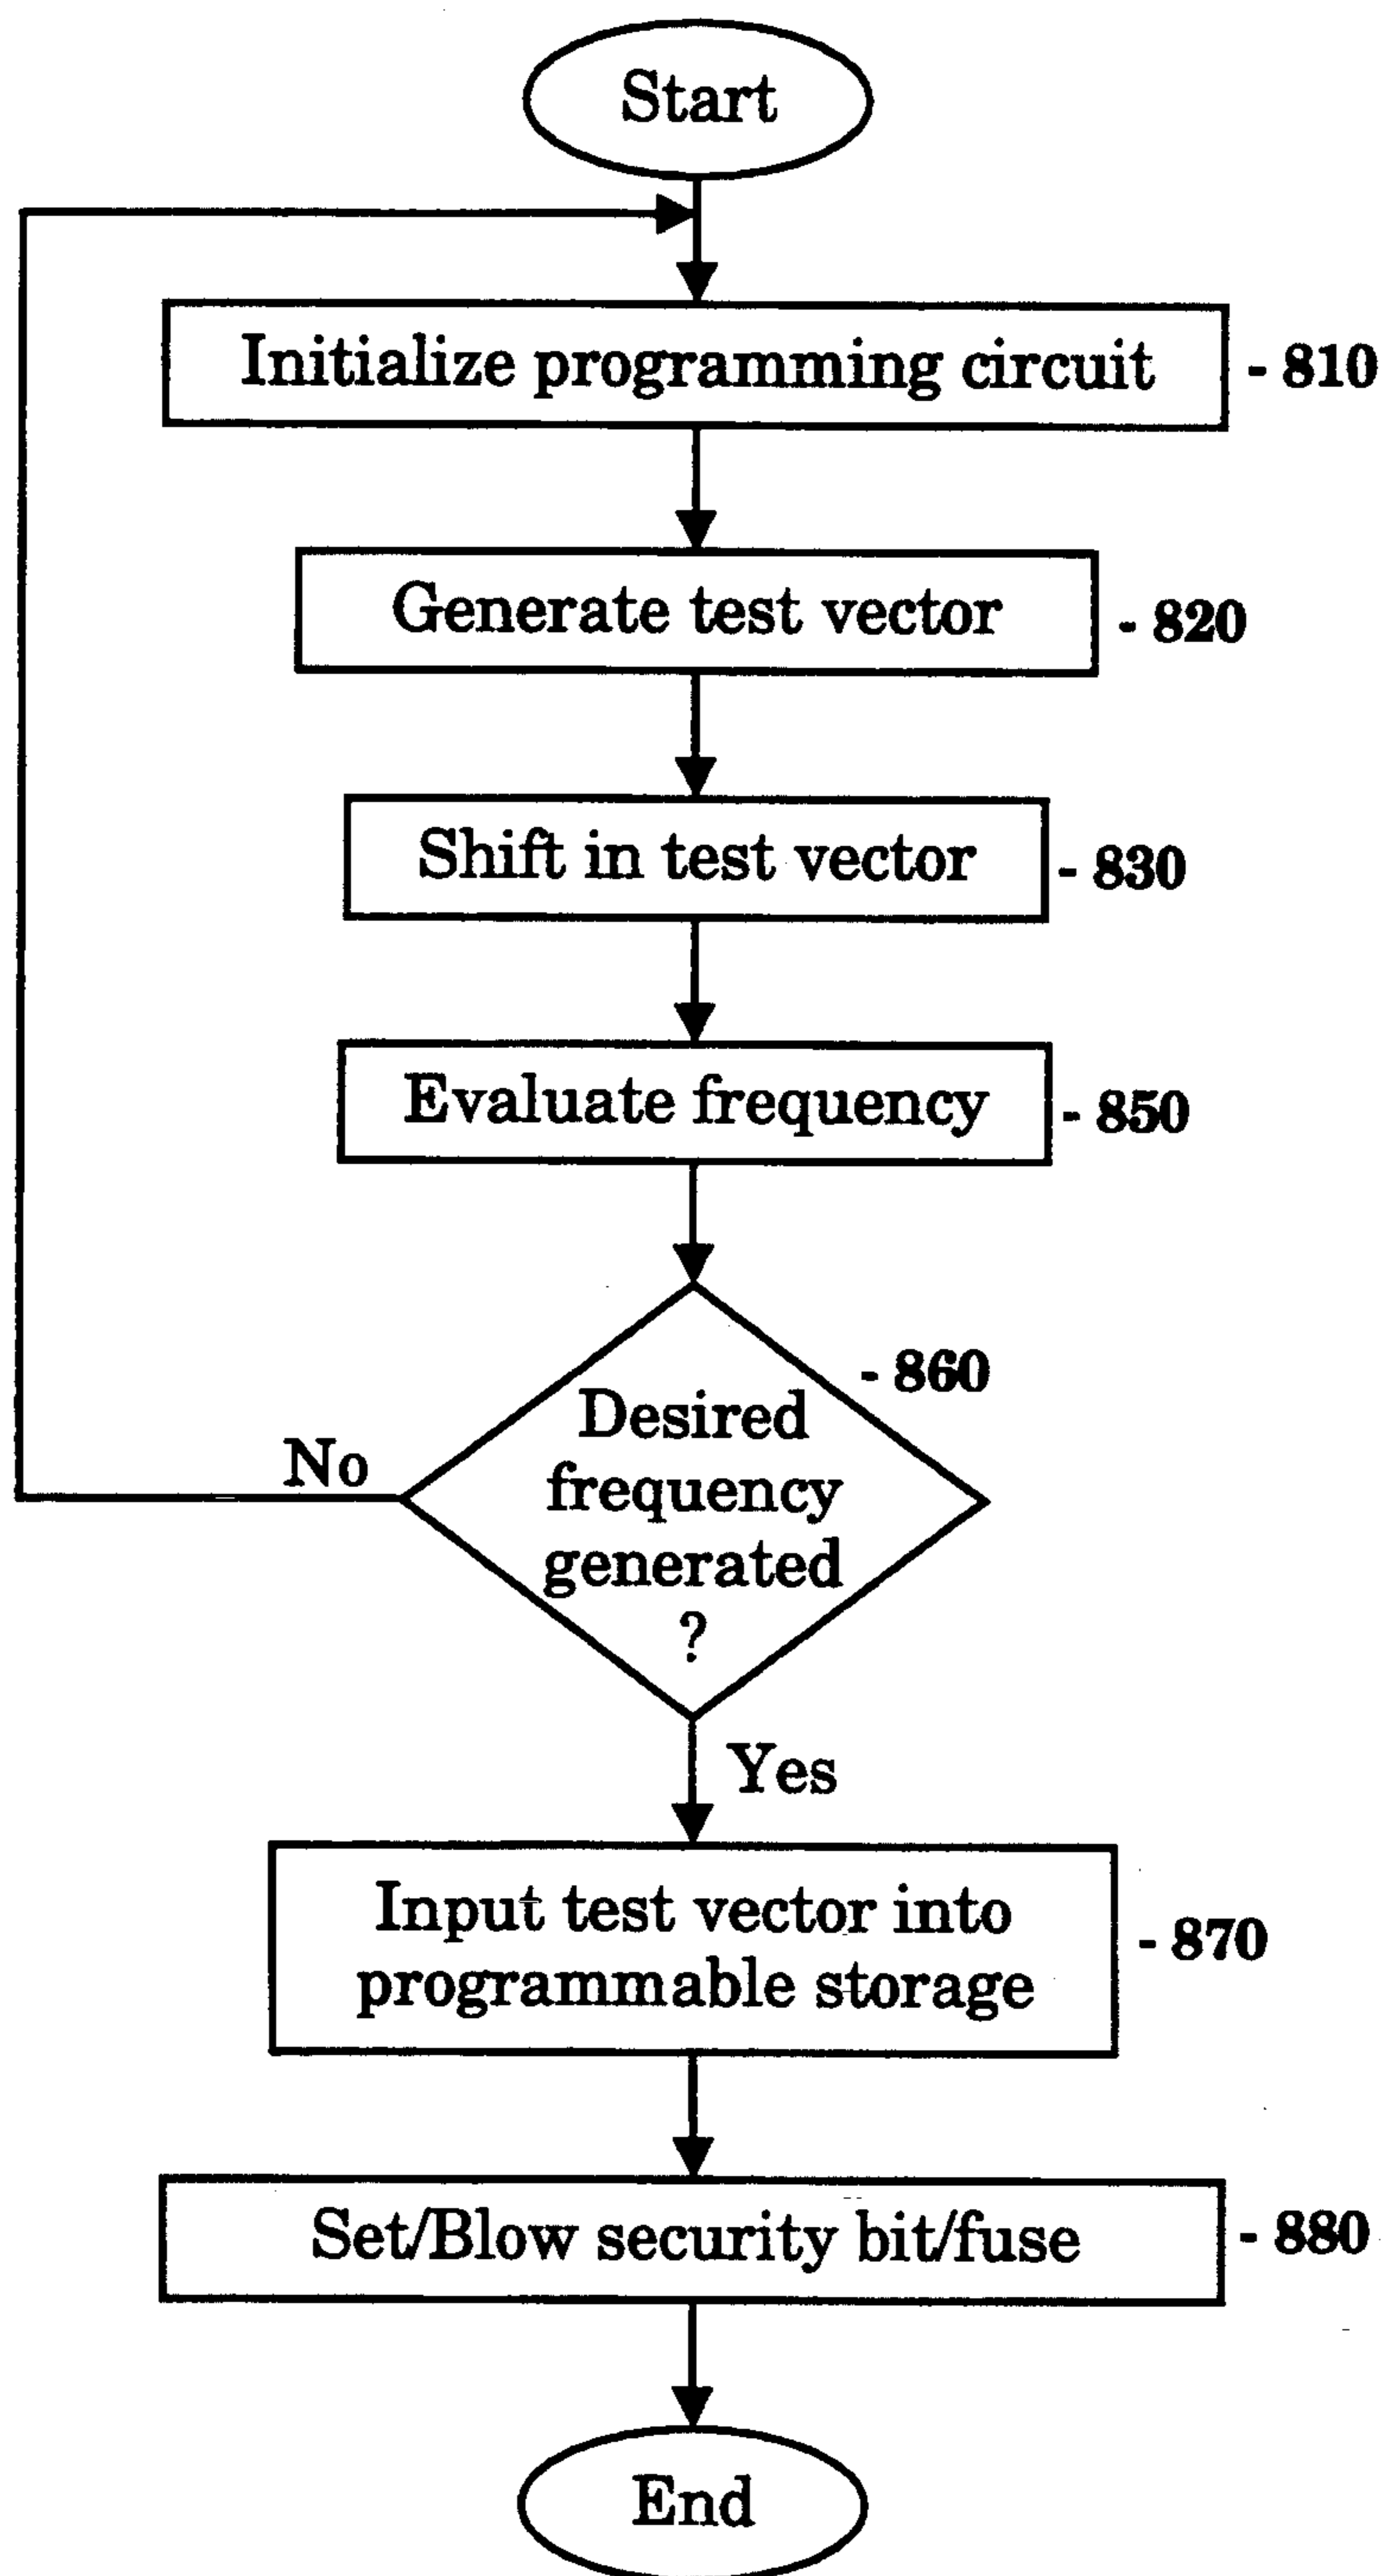 Start
Initialize programming circuit - 810
Generate test vector - 820
Shift in test vector - 830
Evaluate frequency - 850
- 860
Desired
frequency
generated
?
No
Yes
Input test vector into
programmable storage
- 870
Set/Blow security bit/fuse - 880
End